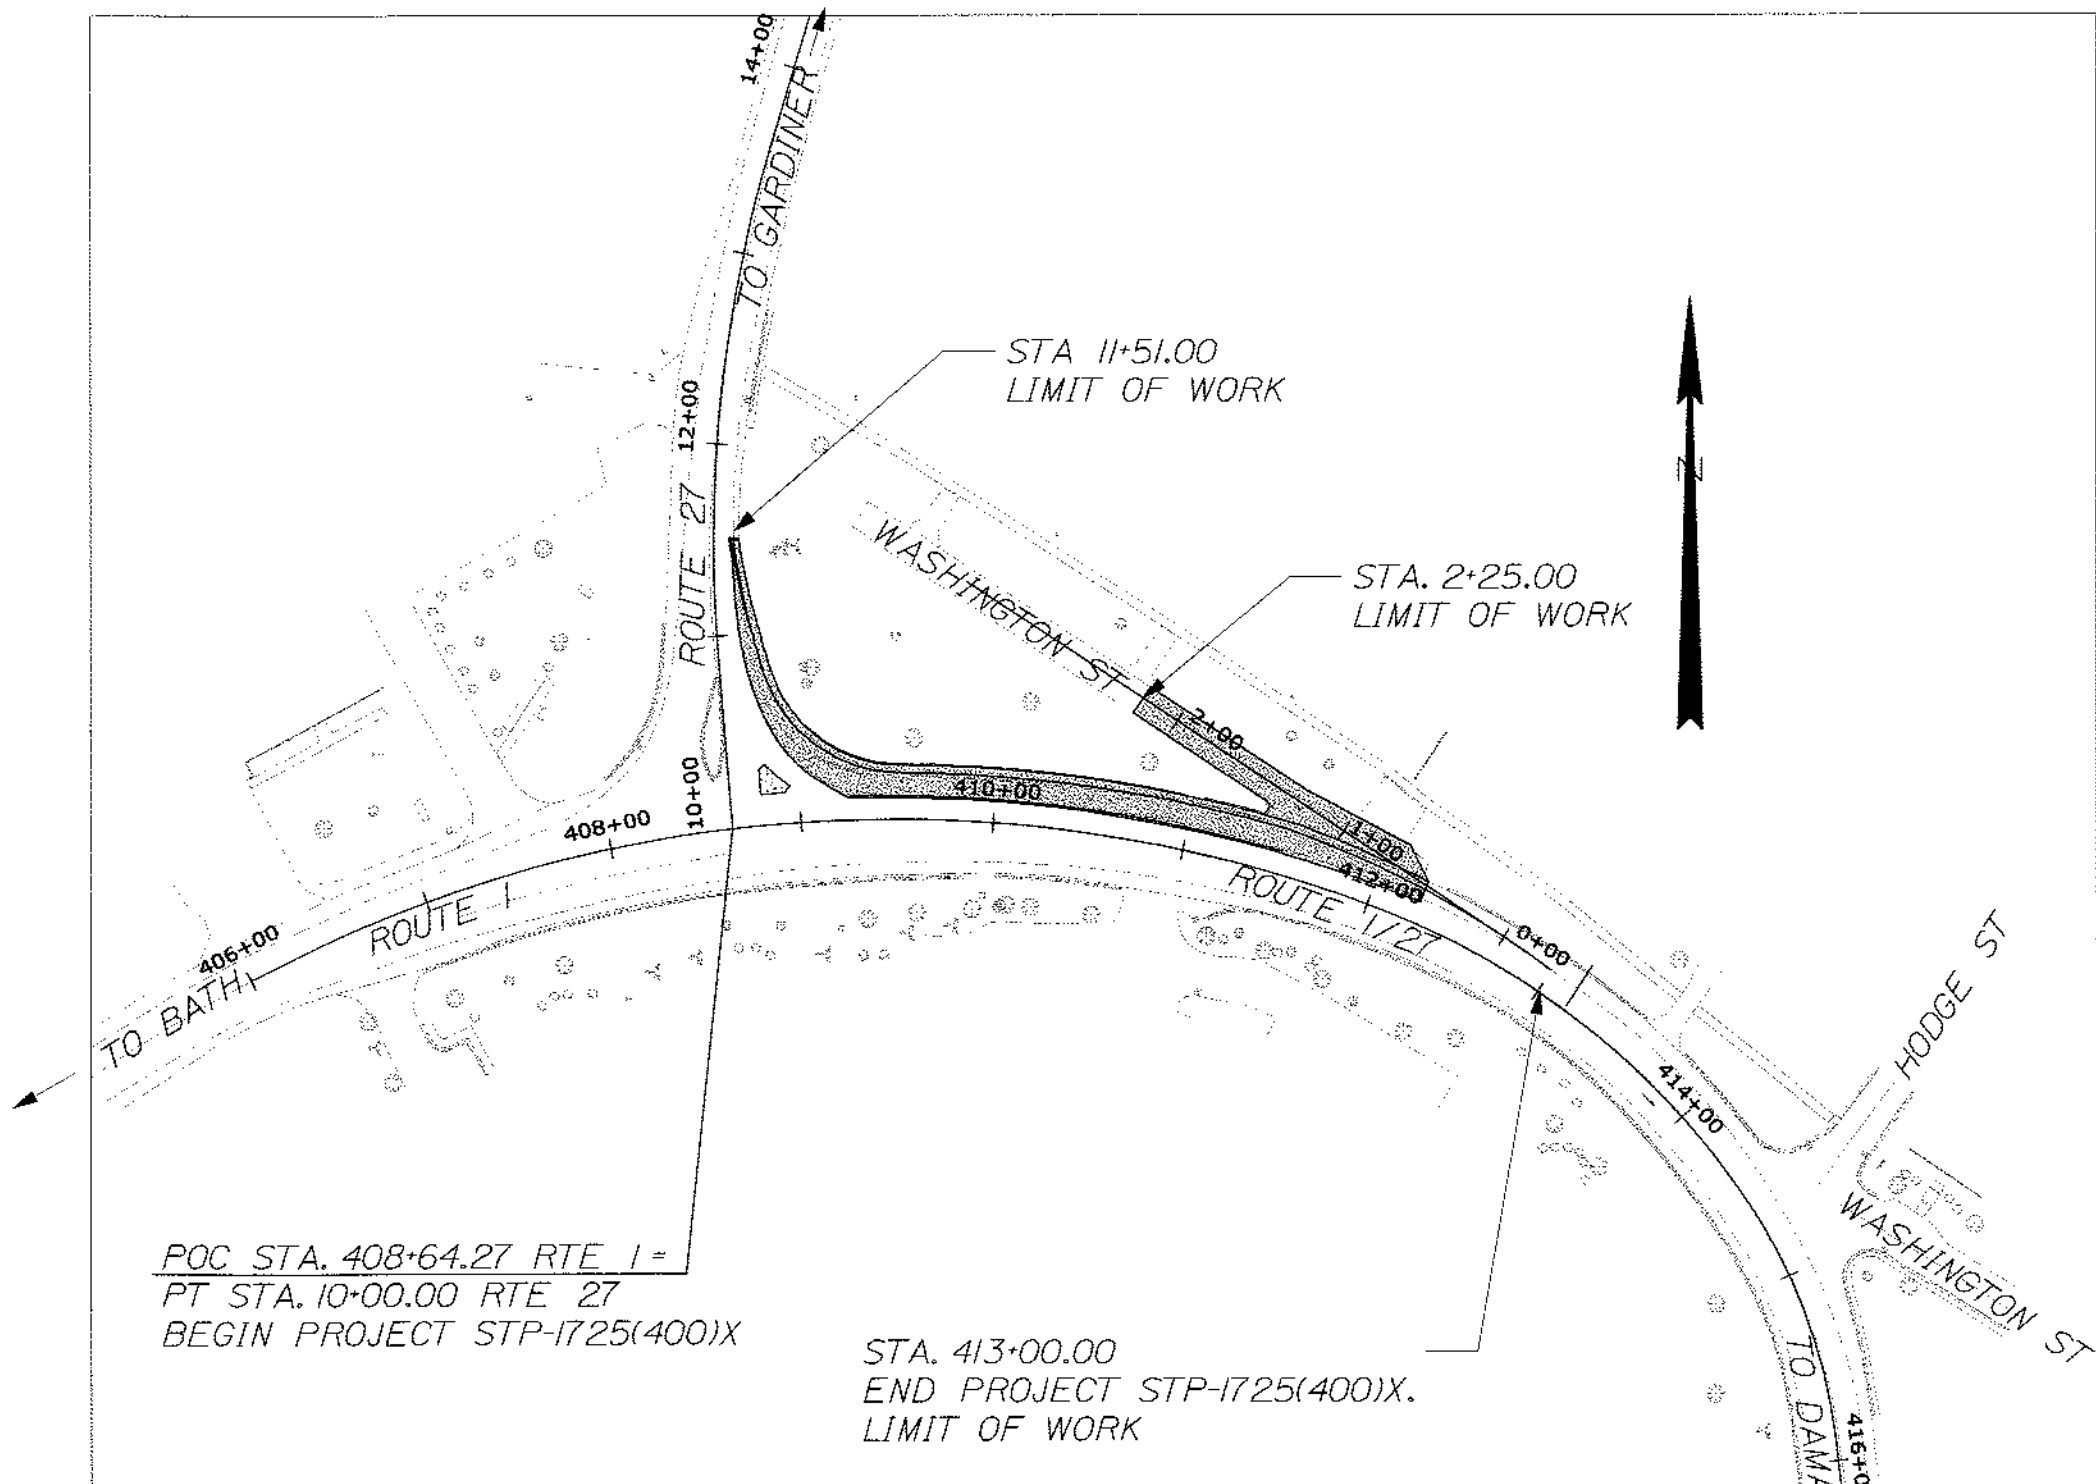 14+00
TO GARDINER
STA 11+51.00
LIMIT OF WORK
12+00
ROUTE 27
N
WASHINGTON ST
STA. 2+25.00
LIMIT OF WORK
2+00
10+00
410+00
408+00
1+00
412+00
ROUTE 1
ROUTE 1/27
406+00
0+00
TO BATH
HODGE ST
414+00
WASHINGTON ST
POC STA. 408+64.27 RTE 1 =
PT STA. 10+00.00 RTE 27
BEGIN PROJECT STP-1725(400)X
STA. 413+00.00
END PROJECT STP-1725(400)X.
LIMIT OF WORK
TO DAMA
416+0